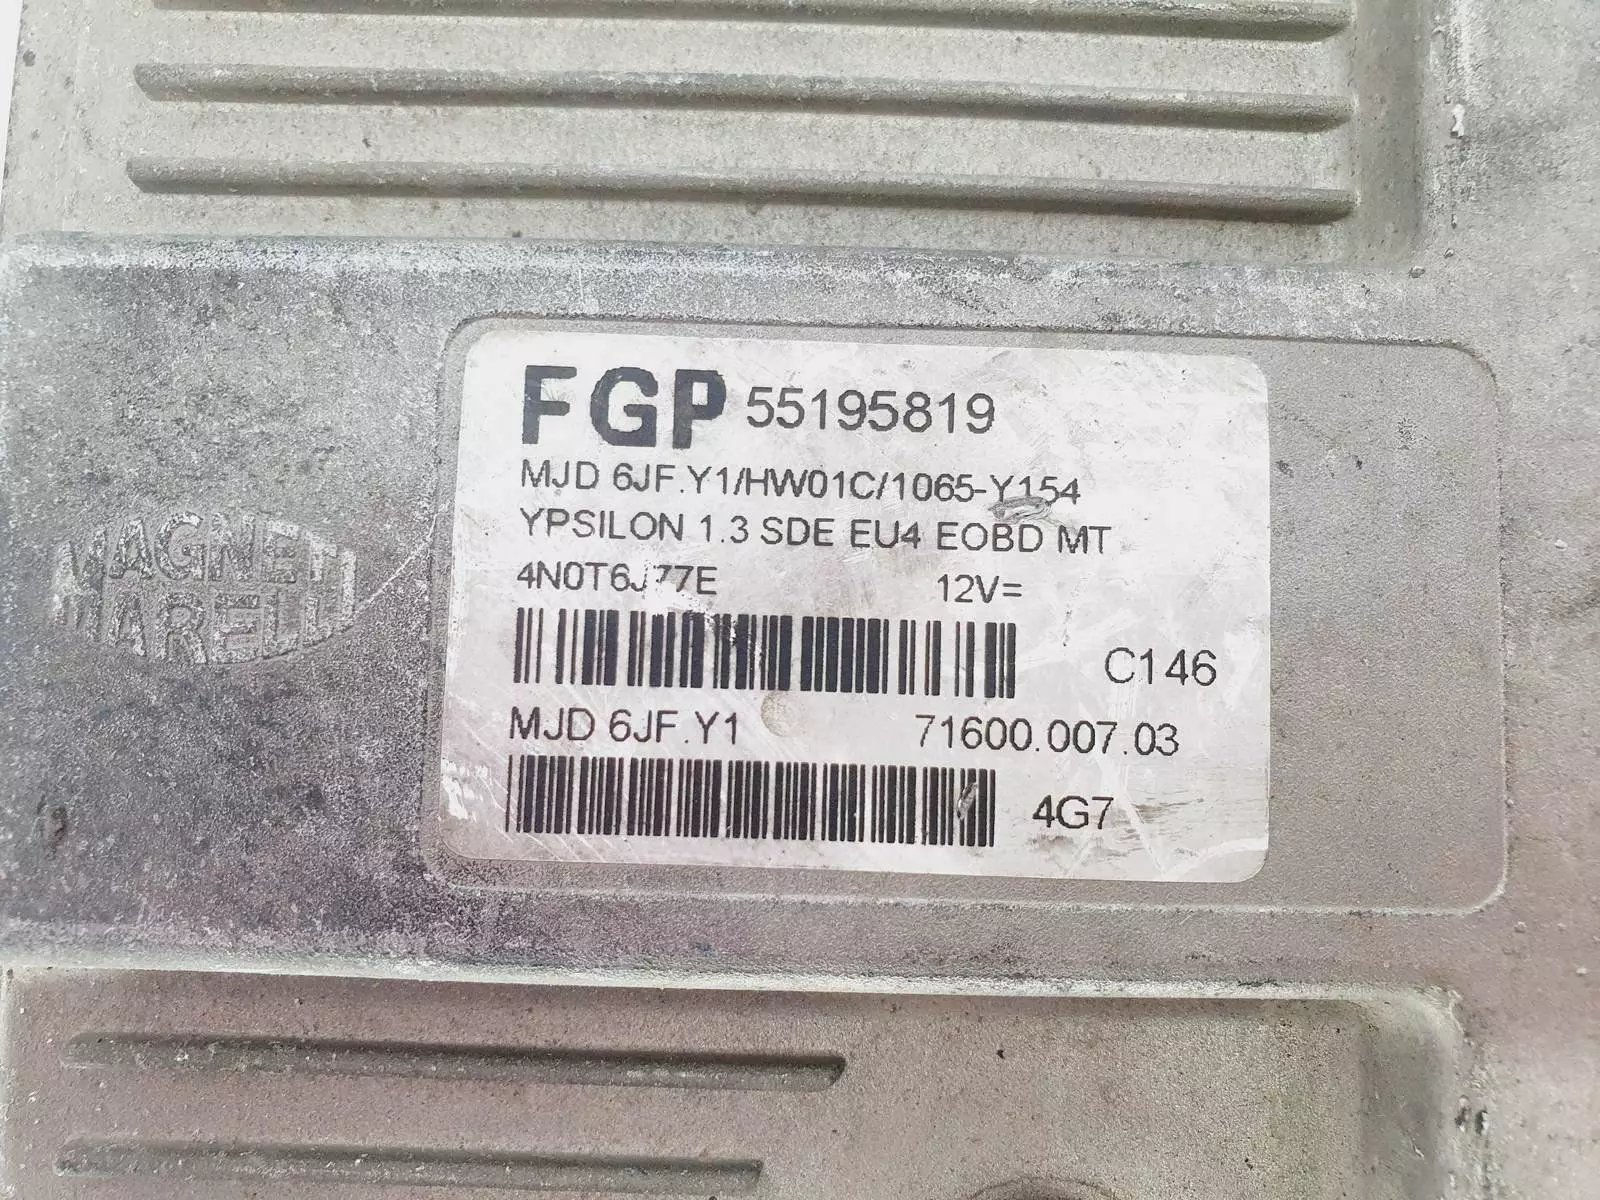 FGP 55195819
MJD 6JF.Y1/HW01C/1065-Y154
YPSILON 1.3 SDE EU4 EOBD MT
12V=
C146
MAGNETI
MARELLI
MJD 6JF.Y1 71600.007.03
4G7